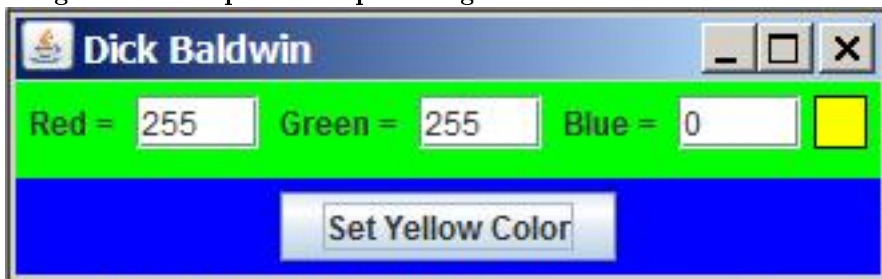 Dick Baldwin
Red = 255 Green = 255 Blue = 0
Set Yellow Color